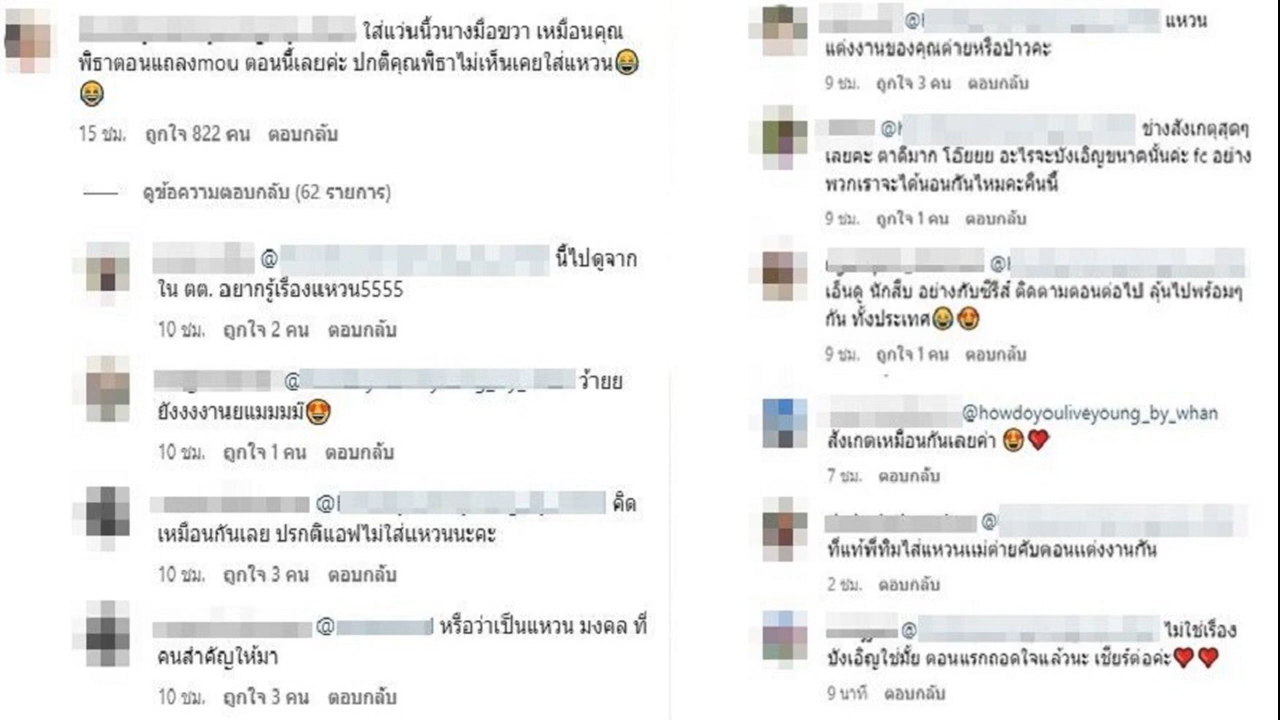 ใส่แว่นนิ้วนางมือขวา เหมือนคุณ
พิธาตอนแถลงmou ตอนนี้เลยค่ะ ปกติคุณพิธาไม่เห็นเคยใส่แหวน😂
😂
15 ชม. ถูกใจ 822 คน ตอบกลับ
ดูข้อความตอบกลับ (62 รายการ)
@ นี้ไปดูจาก
ใน ตต. อยากรู้เรื่องแหวน5555
10 ชม. ถูกใจ 2 คน ตอบกลับ
@ ว้ายย
ยังงงงานยแมมมมี๊🤩
10 ชม. ถูกใจ 1 คน ตอบกลับ
@ คิด
เหมือนกันเลย ปรกติแอฟไม่ใส่แหวนนะคะ
10 ชม. ถูกใจ 3 คน ตอบกลับ
@ หรือว่าเป็นแหวน มงคล ที่
คนสำคัญให้มา
10 ชม. ถูกใจ 3 คน ตอบกลับ
@ แหวน
แต่งงานของคุณต่ายหรือป่าวคะ
9 ชม. ถูกใจ 3 คน ตอบกลับ
@ ช่างสังเกตุสุดๆ
เลยคะ ตาดีมาก โอ๊ยยย อะไรจะบังเอิญขนาดนั้นค่ะ fc อย่าง
พวกเราจะได้นอนกันไหมคะคืนนี้
9 ชม. ถูกใจ 1 คน ตอบกลับ
@
เอ็นดู นักสืบ อย่างกับซีรีส์ ติดตามตอนต่อไป ลุ้นไปพร้อมๆ
กัน ทั้งประเทศ😂🤩
9 ชม. ถูกใจ 1 คน ตอบกลับ
@howdoyouliveyoung_by_whan
สังเกตเหมือนกันเลยค่า 🤩❤️
7 ชม. ตอบกลับ
@
ที่แท้พี่ทิมใส่แหวนแม่ต่ายคับตอนแต่งงานกัน
2 ชม. ตอบกลับ
@ ไม่ใช่เรื่อง
บังเอิญใช่มั้ย ตอนแรกถอดใจแล้วนะ เชียร์ต่อค่ะ❤️❤️
9 นาที ตอบกลับ